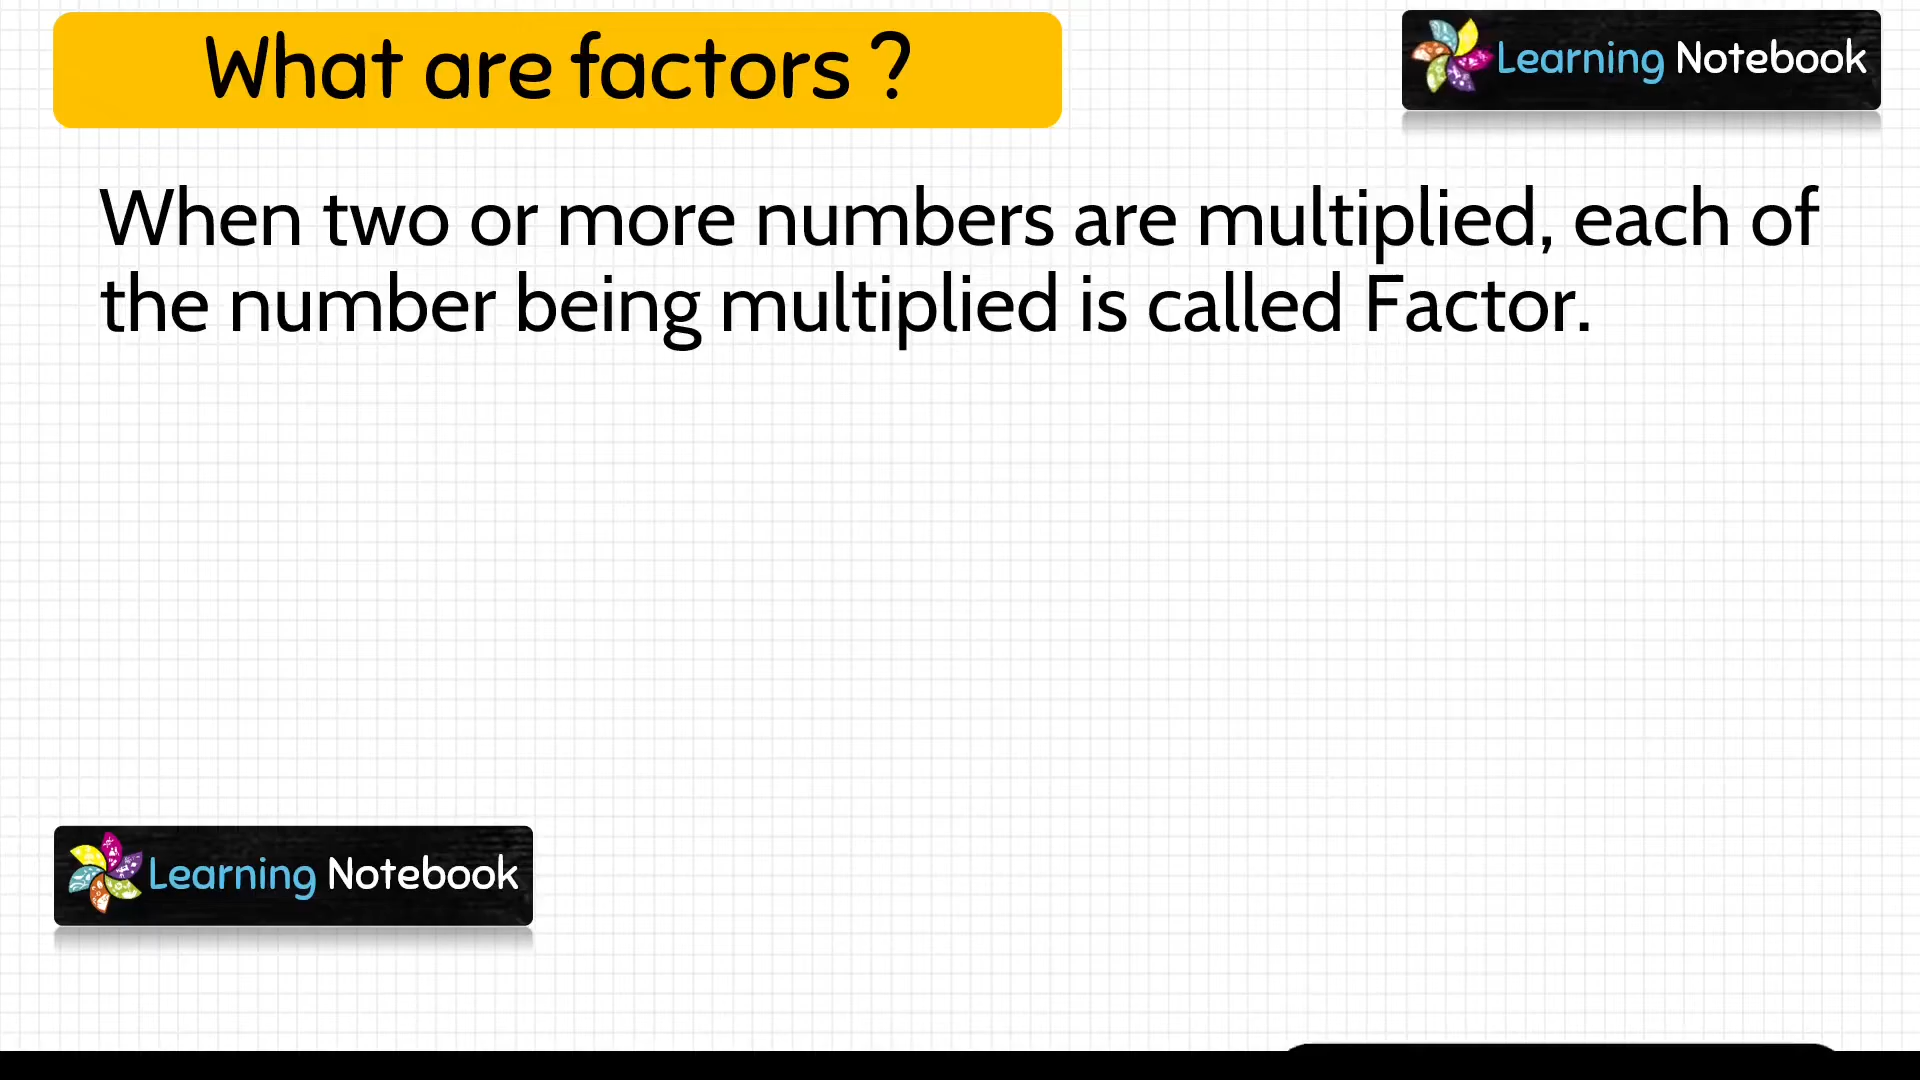 What are factors ?
Learning Notebook
When two or more numbers are multiplied, each of
the number being multiplied is called Factor.
Learning Notebook